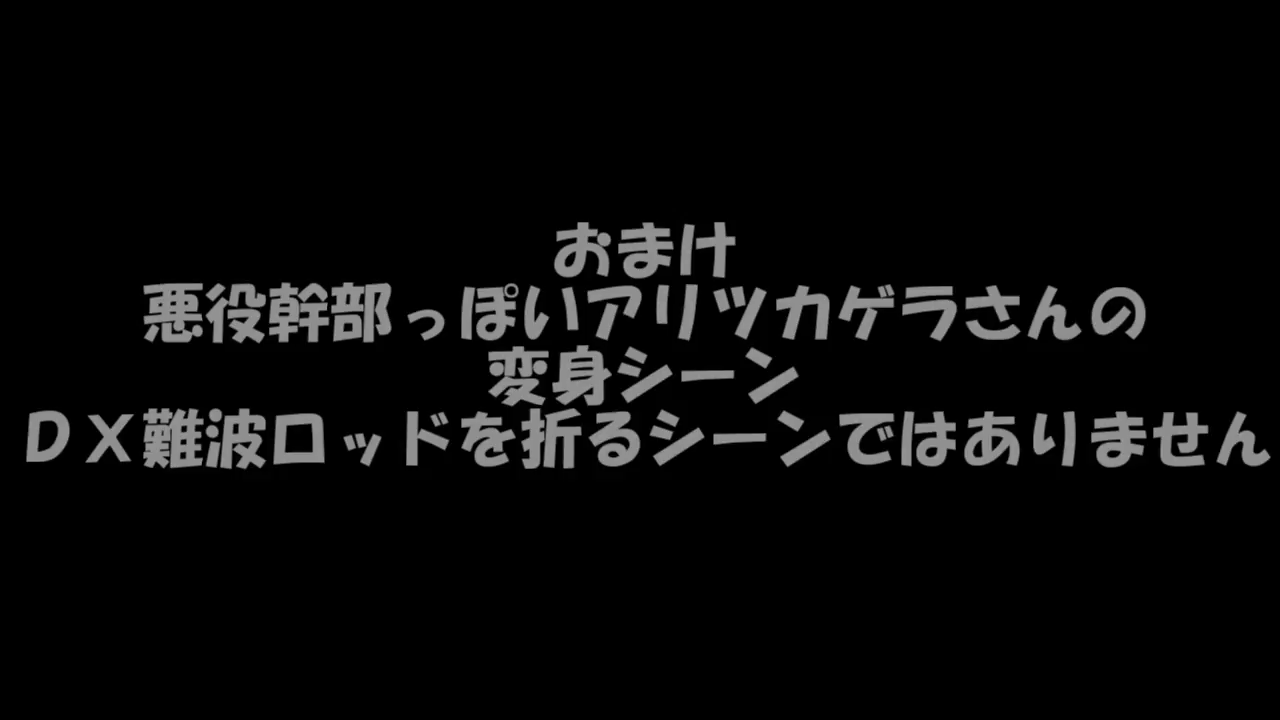 おまけ
悪役幹部っぽいアリツカゲラさんの
変身シーン
ＤＸ難波ロッドを折るシーンではありません